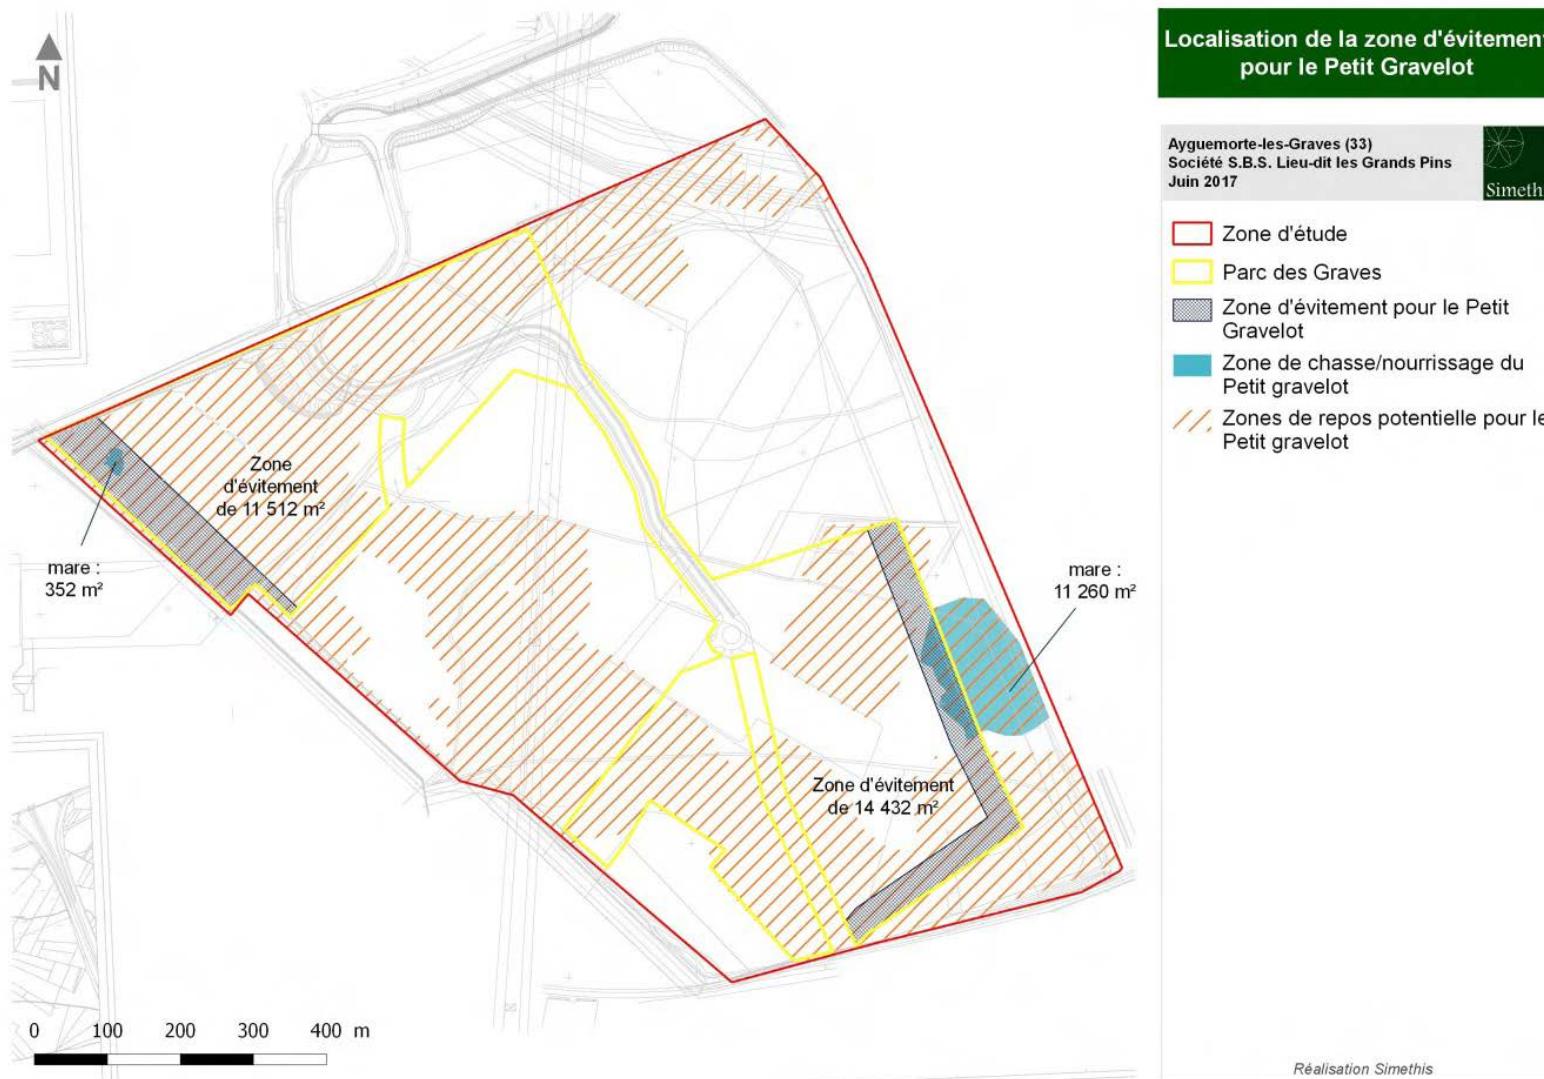 N
Localisation de la zone d'évitement
pour le Petit Gravelot
Ayguemorte-les-Graves (33)
Société S.B.S. Lieu-dit les Grands Pins
Juin 2017
Simeth
Zone d'étude
Parc des Graves
Zone d'évitement pour le Petit
Gravelot
Zone de chasse/nourrissage du
Petit gravelot
Zones de repos potentielle pour le
Petit gravelot
Zone
d'évitement
de 11 512 m²
mare :
352 m²
mare :
11 260 m²
Zone d'évitement
de 14 432 m²
0 100 200 300 400 m
Réalisation Simethis